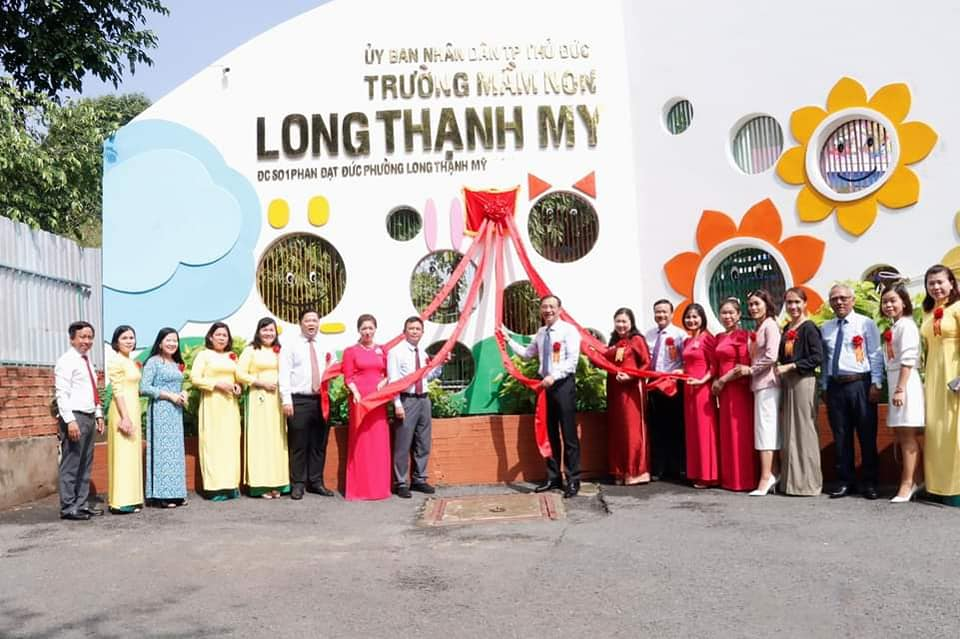 ỦY BAN NHÂN DÂN TP THỦ ĐỨC
TRƯỜNG MẦM NON
LONG THẠNH MỸ
ĐC SO1 PHAN ĐẠT ĐỨC PHƯỜNG LONG THẠNH MỸ